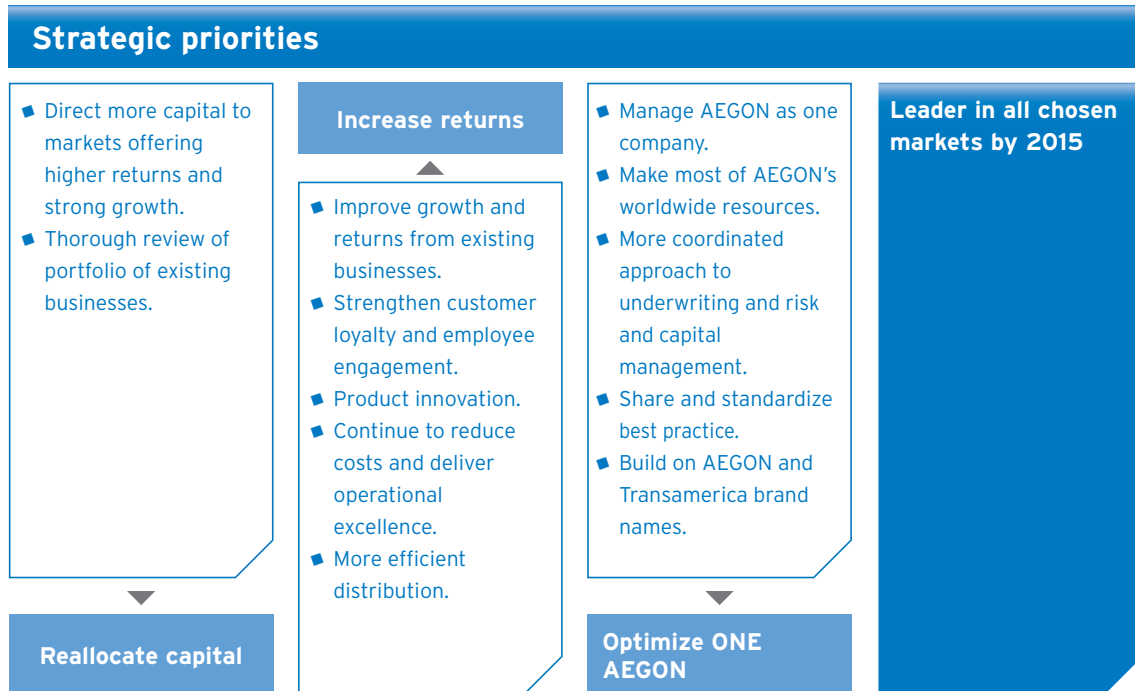 Strategic priorities
■ Direct more capital to
markets offering
higher returns and
strong growth.
■ Thorough review of
portfolio of existing
businesses.
Reallocate capital
Increase returns
■ Improve growth and
returns from existing
businesses.
■ Strengthen customer
loyalty and employee
engagement.
■ Product innovation.
■ Continue to reduce
costs and deliver
operational
excellence.
■ More efficient
distribution.
■ Manage AEGON as one
company.
■ Make most of AEGON’s
worldwide resources.
■ More coordinated
approach to
underwriting and risk
and capital
management.
■ Share and standardize
best practice.
■ Build on AEGON and
Transamerica brand
names.
Optimize ONE
AEGON
Leader in all chosen
markets by 2015